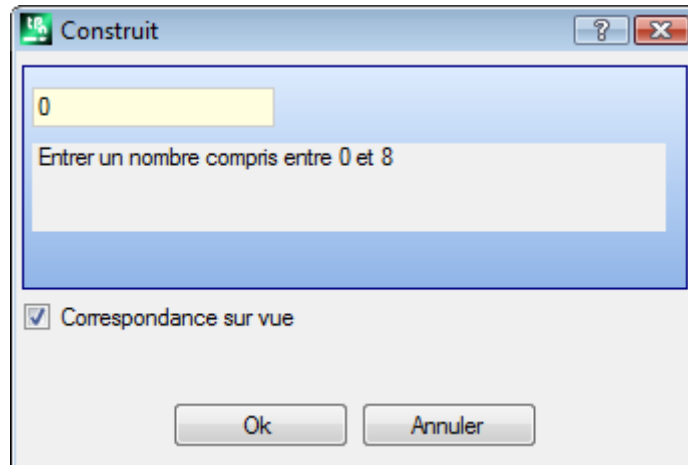 Construit
0
Entrer un nombre compris entre 0 et 8
Correspondance sur vue
Ok
Annuler